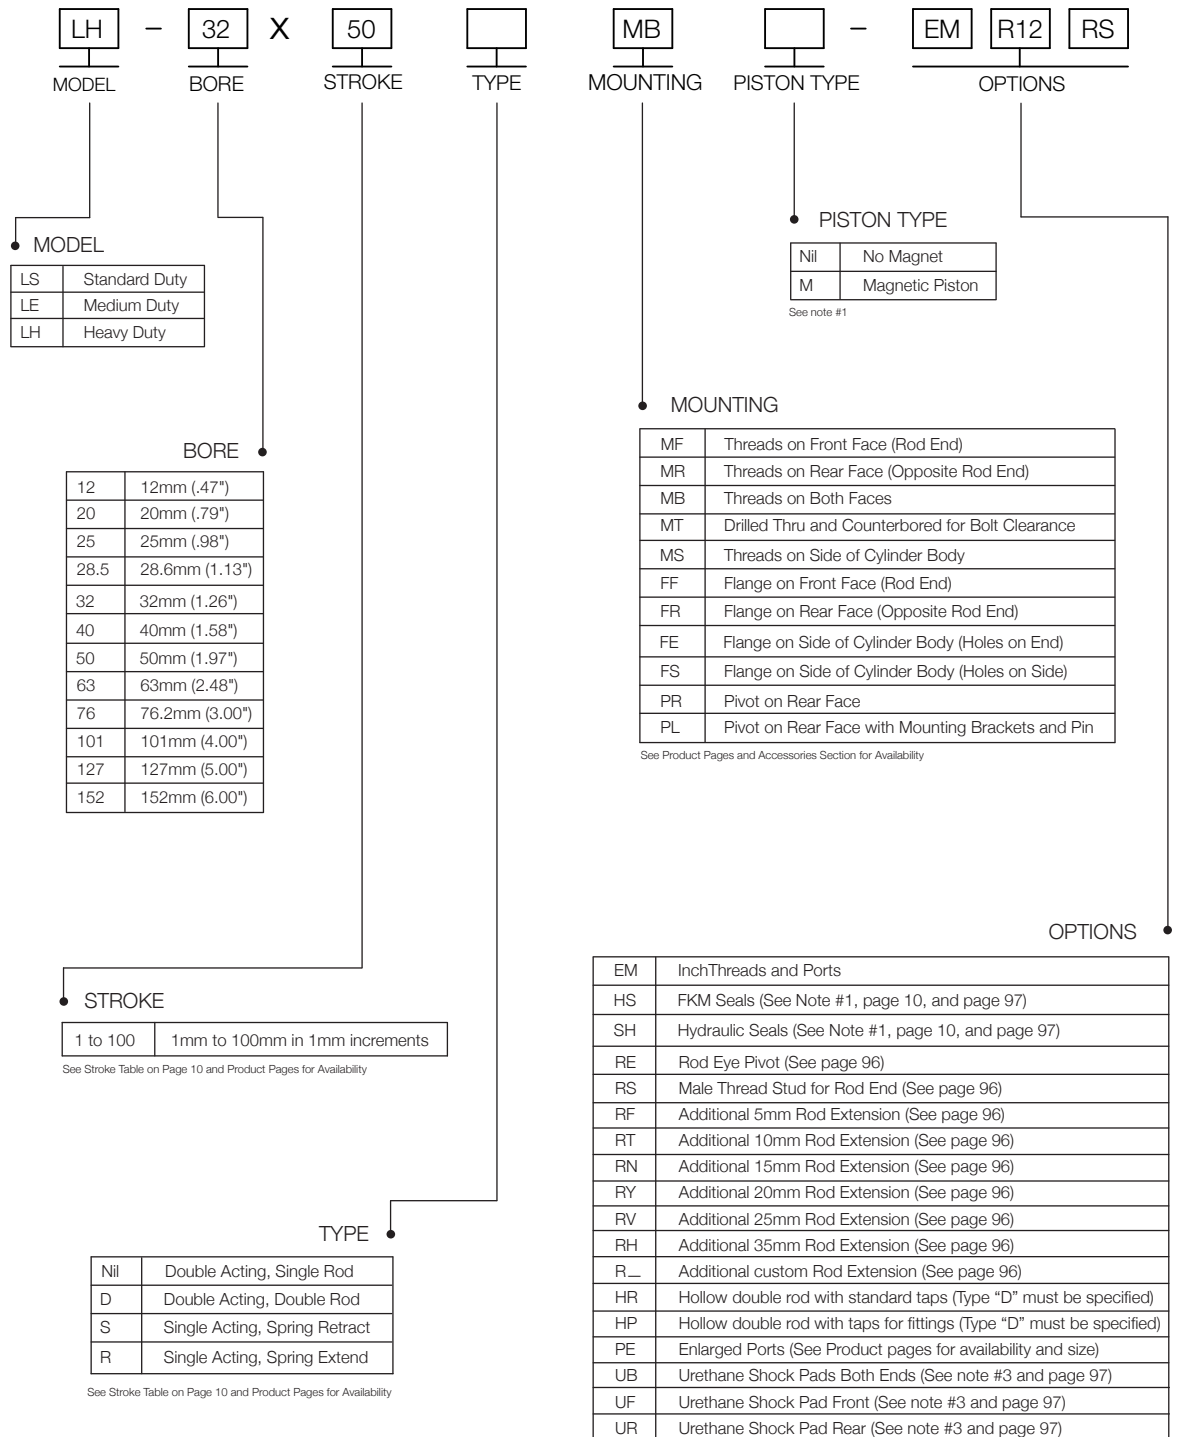 LH – 32 X 50 MB – EM R12 RS
MODEL BORE STROKE TYPE MOUNTING PISTON TYPE OPTIONS
MODEL
LS Standard Duty
LE Medium Duty
LH Heavy Duty
PISTON TYPE
Nil No Magnet
M Magnetic Piston
See note #1
BORE
12 12mm (.47")
20 20mm (.79")
25 25mm (.98")
28.5 28.6mm (1.13")
32 32mm (1.26")
40 40mm (1.58")
50 50mm (1.97")
63 63mm (2.48")
76 76.2mm (3.00")
101 101mm (4.00")
127 127mm (5.00")
152 152mm (6.00")
MOUNTING
MF Threads on Front Face (Rod End)
MR Threads on Rear Face (Opposite Rod End)
MB Threads on Both Faces
MT Drilled Thru and Counterbored for Bolt Clearance
MS Threads on Side of Cylinder Body
FF Flange on Front Face (Rod End)
FR Flange on Rear Face (Opposite Rod End)
FE Flange on Side of Cylinder Body (Holes on End)
FS Flange on Side of Cylinder Body (Holes on Side)
PR Pivot on Rear Face
PL Pivot on Rear Face with Mounting Brackets and Pin
See Product Pages and Accessories Section for Availability
STROKE
1 to 100 1mm to 100mm in 1mm increments
See Stroke Table on Page 10 and Product Pages for Availability
TYPE
Nil Double Acting, Single Rod
D Double Acting, Double Rod
S Single Acting, Spring Retract
R Single Acting, Spring Extend
See Stroke Table on Page 10 and Product Pages for Availability
OPTIONS
EM InchThreads and Ports
HS FKM Seals (See Note #1, page 10, and page 97)
SH Hydraulic Seals (See Note #1, page 10, and page 97)
RE Rod Eye Pivot (See page 96)
RS Male Thread Stud for Rod End (See page 96)
RF Additional 5mm Rod Extension (See page 96)
RT Additional 10mm Rod Extension (See page 96)
RN Additional 15mm Rod Extension (See page 96)
RY Additional 20mm Rod Extension (See page 96)
RV Additional 25mm Rod Extension (See page 96)
RH Additional 35mm Rod Extension (See page 96)
R_ Additional custom Rod Extension (See page 96)
HR Hollow double rod with standard taps (Type “D” must be specified)
HP Hollow double rod with taps for fittings (Type “D” must be specified)
PE Enlarged Ports (See Product pages for availability and size)
UB Urethane Shock Pads Both Ends (See note #3 and page 97)
UF Urethane Shock Pad Front (See note #3 and page 97)
UR Urethane Shock Pad Rear (See note #3 and page 97)